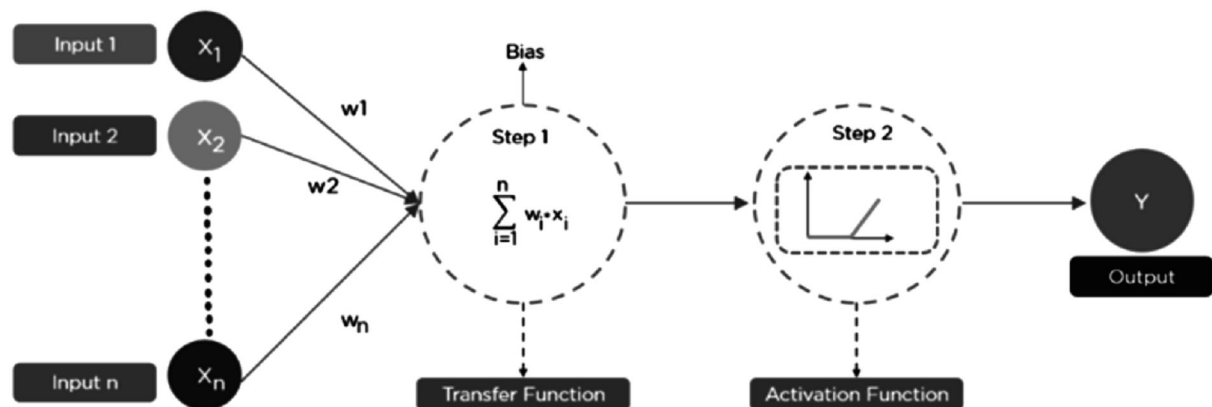 Input 1
X1
Input 2
X2
Input n
Xn
w1
w2
wn
Bias
Step 1
n
∑ wi*xi
i=1
Transfer Function
Step 2
Activation Function
Y
Output